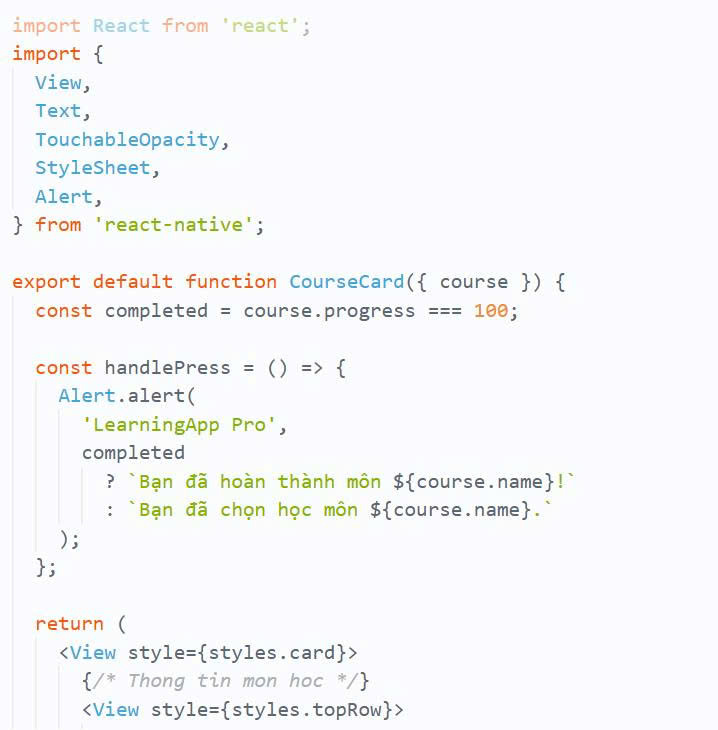 import React from 'react';
import {
  View,
  Text,
  TouchableOpacity,
  StyleSheet,
  Alert,
} from 'react-native';

export default function CourseCard({ course }) {
  const completed = course.progress === 100;

  const handlePress = () => {
    Alert.alert(
      'LearningApp Pro',
      completed
        ? `Bạn đã hoàn thành môn ${course.name}!`
        : `Bạn đã chọn học môn ${course.name}.`
    );
  };

  return (
    <View style={styles.card}>
      {/* Thong tin mon hoc */}
      <View style={styles.topRow}>